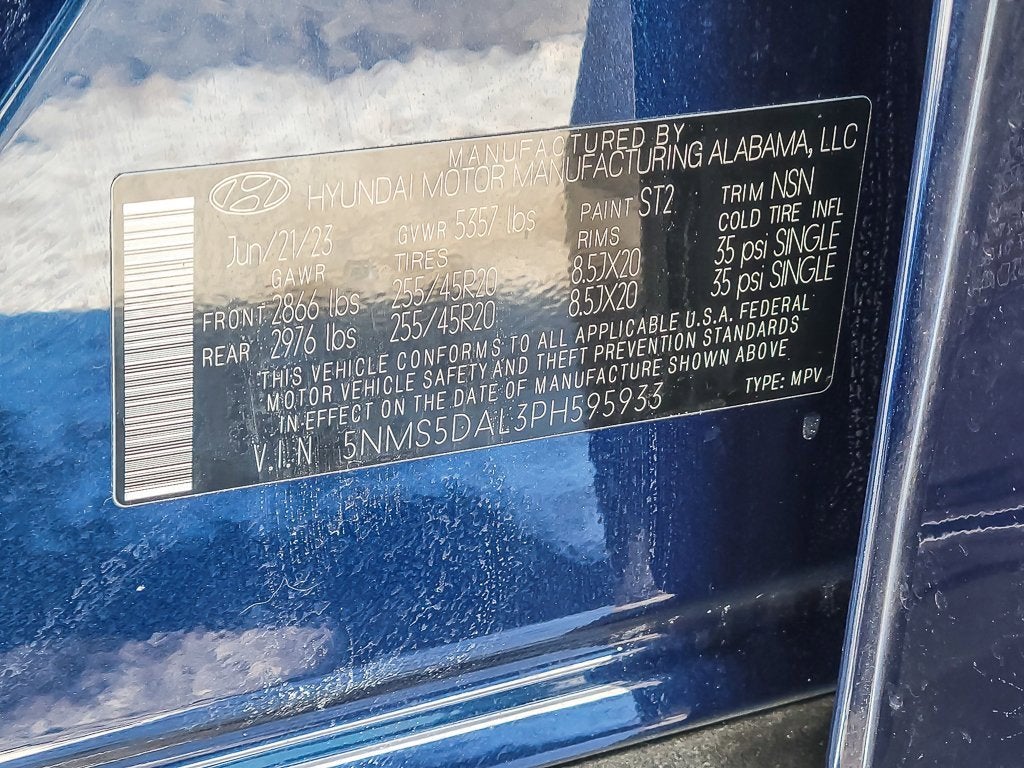 MANUFACTURED BY
HYUNDAI MOTOR MANUFACTURING ALABAMA, LLC
Jun/21/23 GVWR 5357 lbs PAINT ST2 TRIM NSN
GAWR TIRES RIMS COLD TIRE INFL
FRONT 2866 lbs 255/45R20 8.5JX20 35 psi SINGLE
REAR 2976 lbs 255/45R20 8.5JX20 35 psi SINGLE
THIS VEHICLE CONFORMS TO ALL APPLICABLE U.S.A. FEDERAL
MOTOR VEHICLE SAFETY AND THEFT PREVENTION STANDARDS
IN EFFECT ON THE DATE OF MANUFACTURE SHOWN ABOVE
V.I.N 5NMS5DAL3PH595933 TYPE: MPV